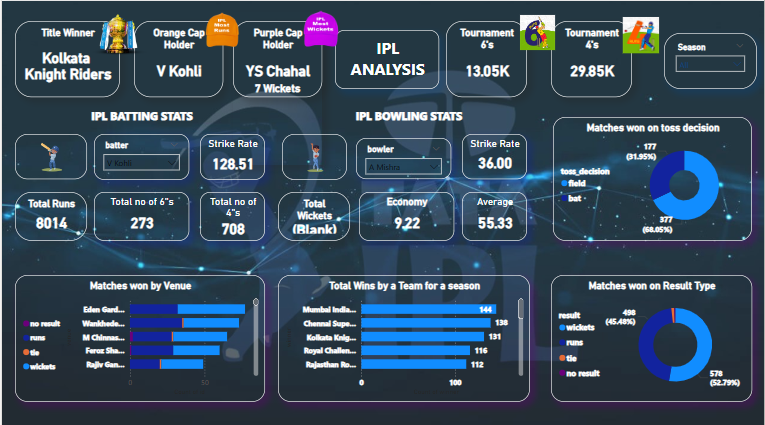 Title Winner
Kolkata
Knight Riders
Orange Cap
Holder
V Kohli
IPL
Most
Runs
Purple Cap
Holder
YS Chahal
7 Wickets
IPL
Most
Wickets
IPL
ANALYSIS
Tournament
6's
13.05K
6
Tournament
4's
29.85K
4
Season
IPL BATTING STATS
batter
V Kohli
Strike Rate
128.51
Total Runs
8014
Total no of 6"s
273
Total no of
4"s
708
IPL BOWLING STATS
bowler
A Mishra
Strike Rate
36.00
Total
Wickets
(Blank)
Economy
9.22
Average
55.33
Matches won on toss decision
177
(31.95%)
toss_decision
field
bat
377
(68.05%)
Matches won by Venue
no result
runs
tie
wickets
Eden Gard...
Wankhede...
M Chinnas...
Feroz Sha...
Rajiv Gan...
0
50
Total Wins by a Team for a season
Mumbai India...
144
Chennai Supe...
138
Kolkata Knig...
131
Royal Challen...
116
Rajasthan Ro...
112
0
100
Matches won on Result Type
result
wickets
runs
tie
no result
498
(45.48%)
578
(52.79%)
IPL